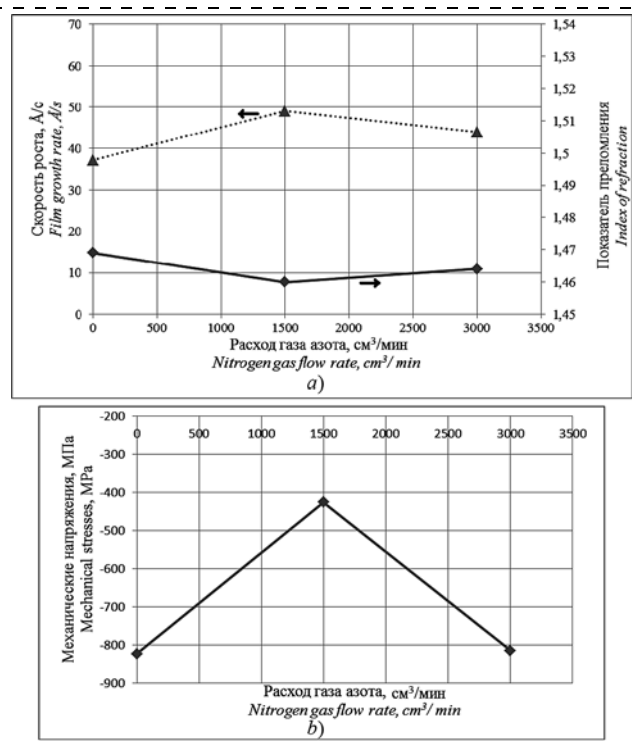 70
60
50
40
30
20
10
0
Скорость роста, Å/с
Film growth rate, Å/s
1,54
1,53
1,52
1,51
1,5
1,49
1,48
1,47
1,46
1,45
Показатель преломления
Index of refraction
0 500 1000 1500 2000 2500 3000 3500
Расход газа азота, см³/мин
Nitrogen gas flow rate, cm³/ min
a)
-200
-300
-400
-500
-600
-700
-800
-900
Механические напряжения, МПа
Mechanical stresses, MPa
0 500 1000 1500 2000 2500 3000 3500
Расход газа азота, см³/мин
Nitrogen gas flow rate, cm³/ min
b)